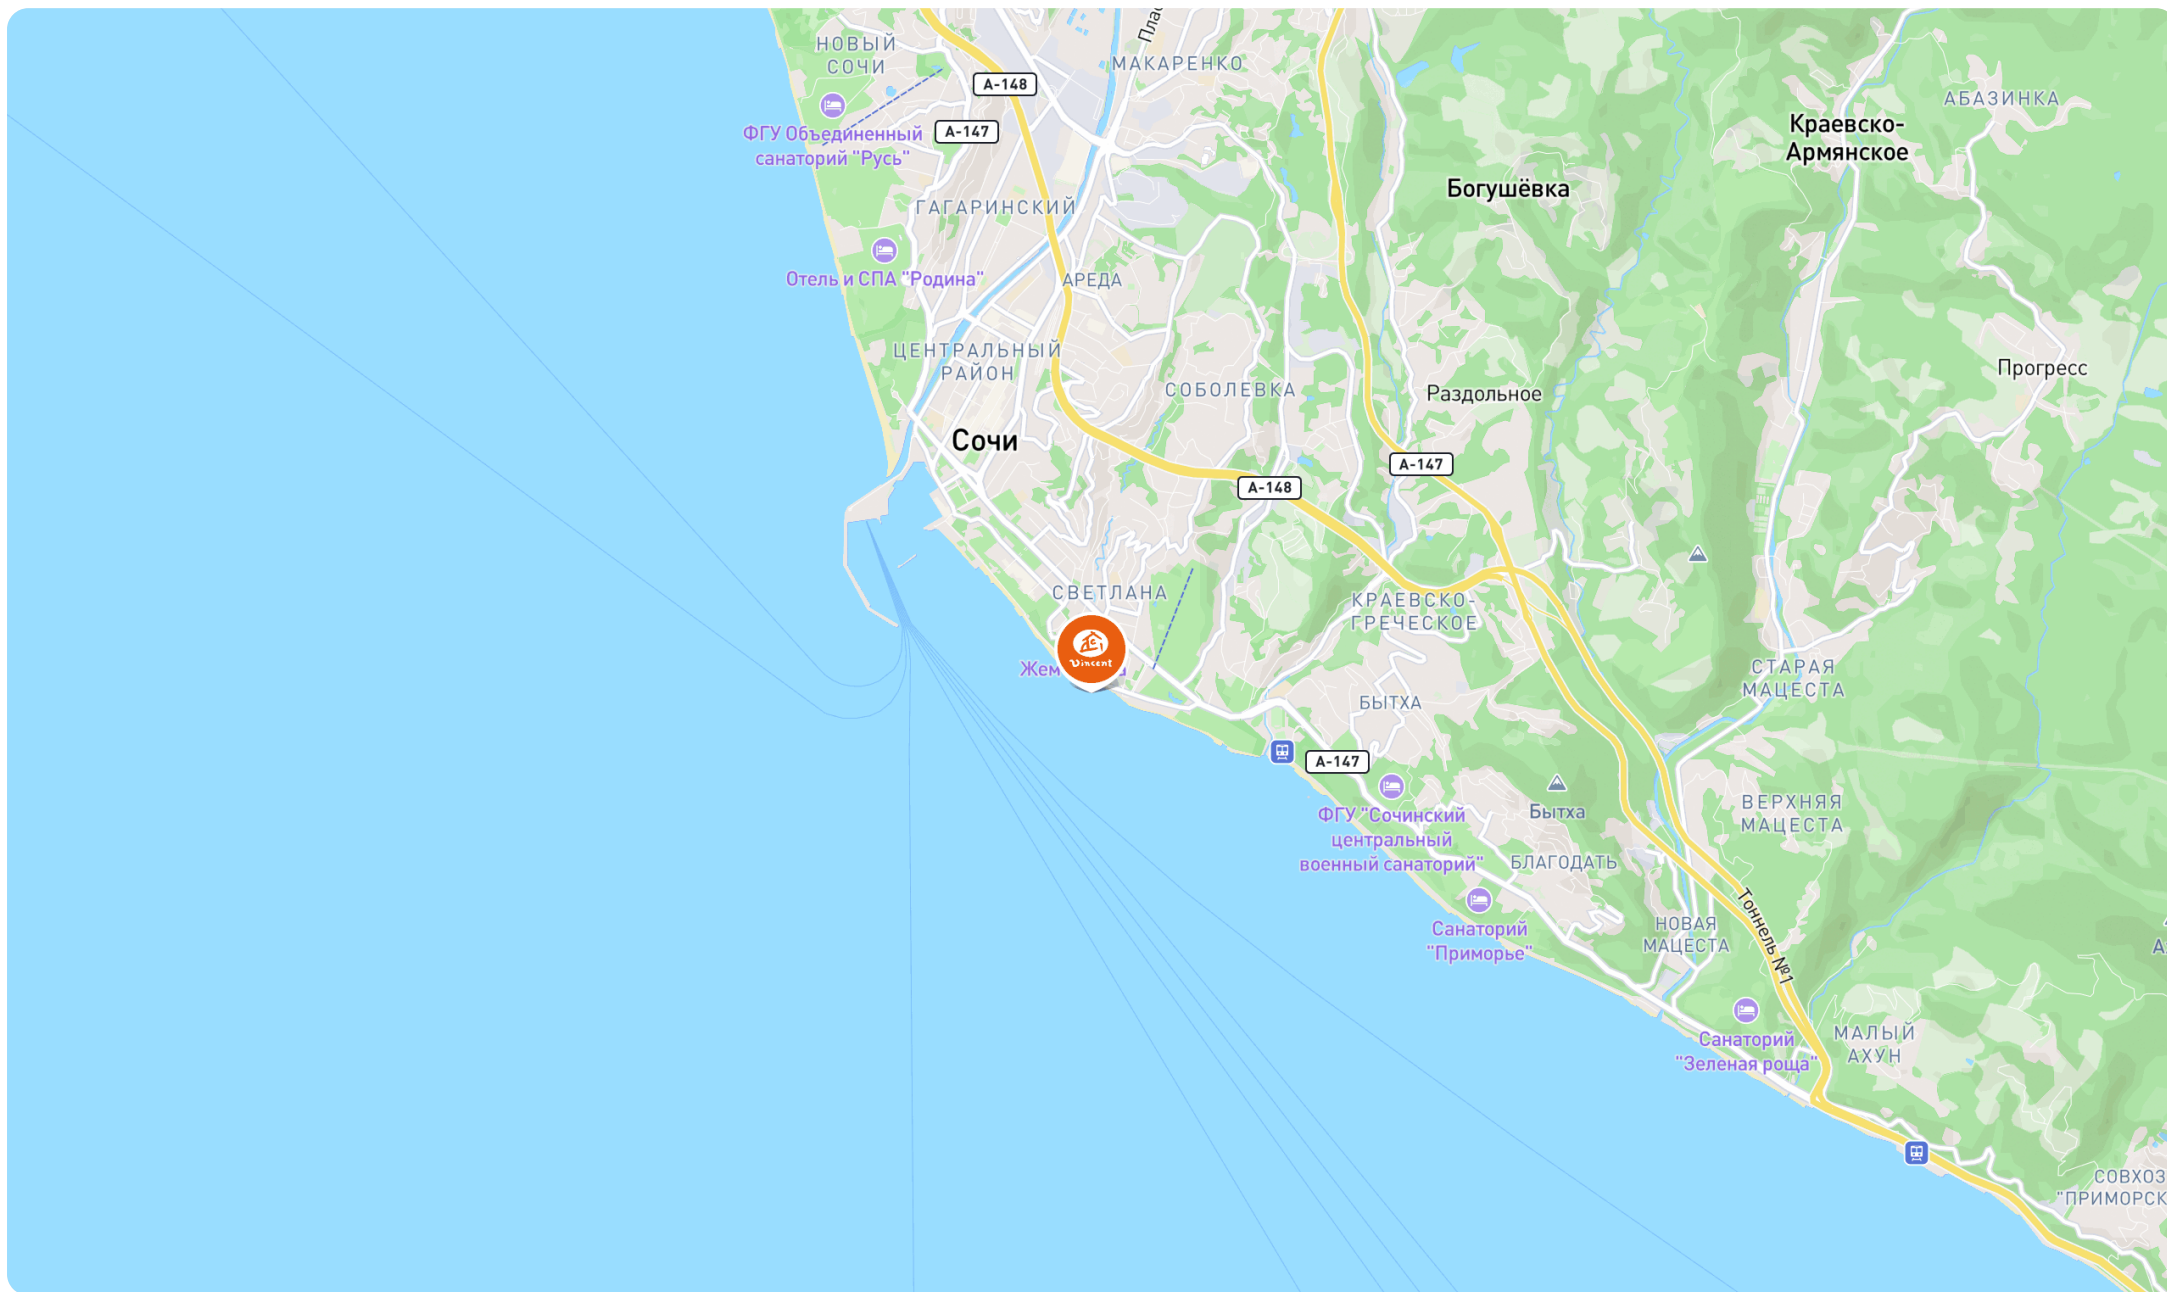 НОВЫЙ
СОЧИ
Плас
МАКАРЕНКО
А-148
А-147
АБАЗИНКА
Краевско-
Армянское
ФГУ Объединенный
санаторий "Русь"
Богушёвка
ГАГАРИНСКИЙ
Отель и СПА "Родина"
АРЕДА
ЦЕНТРАЛЬНЫЙ
РАЙОН
СОБОЛЕВКА
Раздольное
Прогресс
Сочи
А-147
А-148
СВЕТЛАНА
КРАЕВСКО-
ГРЕЧЕСКОЕ
Vincent
Жем
а
СТАРАЯ
МАЦЕСТА
БЫТХА
А-147
ФГУ "Сочинский
центральный
военный санаторий"
Бытха
ВЕРХНЯЯ
МАЦЕСТА
БЛАГОДАТЬ
Санаторий
"Приморье"
НОВАЯ
МАЦЕСТА
Тоннель №1
А
Санаторий
"Зеленая роща"
МАЛЫЙ
АХУН
СОВХОЗ
"ПРИМОРСК